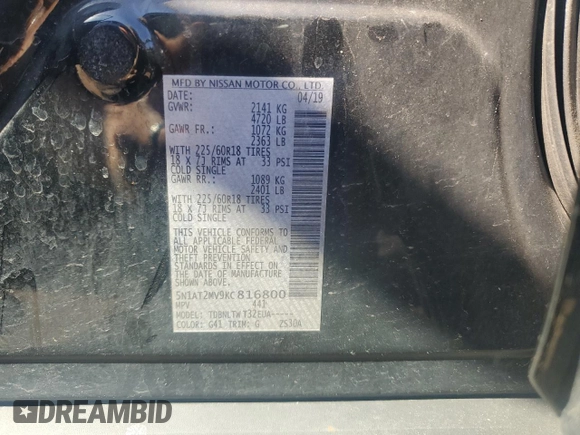 MFD BY NISSAN MOTOR CO., LTD.
DATE: 04/19
GVWR: 2141 KG
4720 LB
GAWR FR.: 1072 KG
2363 LB
WITH 225/60R18 TIRES
18 X 7J RIMS AT 33 PSI
COLD SINGLE
GAWR RR.: 1089 KG
2401 LB
WITH 225/60R18 TIRES
18 X 7J RIMS AT 33 PSI
COLD SINGLE
THIS VEHICLE CONFORMS TO
ALL APPLICABLE FEDERAL
MOTOR VEHICLE SAFETY AND
THEFT PREVENTION
STANDARDS IN EFFECT ON
THE DATE OF MANUFACTURE
SHOWN ABOVE.
5N1AT2MV9KC816800
MPV 441
MODEL: TDBNLTWT32EUA-----
COLOR: G41 TRIM: G 2S30A
DREAMBID